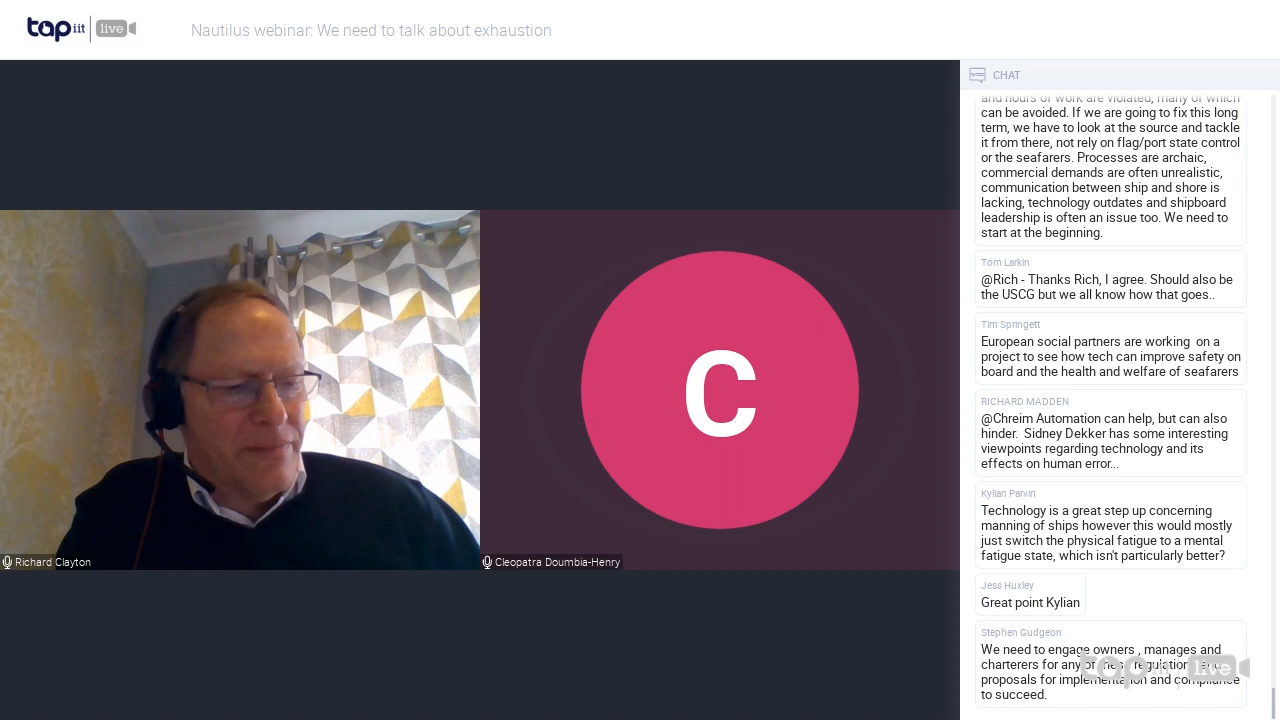 tap iit live
Nautilus webinar: We need to talk about exhaustion
CHAT
and hours of work are violated, many of which
can be avoided. If we are going to fix this long
term, we have to look at the source and tackle
it from there, not rely on flag/port state control
or the seafarers. Processes are archaic,
commercial demands are often unrealistic,
communication between ship and shore is
lacking, technology outdates and shipboard
leadership is often an issue too. We need to
start at the beginning.
Tom Larkin
@Rich - Thanks Rich, I agree. Should also be
the USCG but we all know how that goes..
Tim Springett
European social partners are working on a
project to see how tech can improve safety on
board and the health and welfare of seafarers
RICHARD MADDEN
@Chreim Automation can help, but can also
hinder. Sidney Dekker has some interesting
viewpoints regarding technology and its
effects on human error...
Kylian Parvin
Technology is a great step up concerning
manning of ships however this would mostly
just switch the physical fatigue to a mental
fatigue state, which isn't particularly better?
Jess Huxley
Great point Kylian
Stephen Gudgeon
We need to engage owners , managers and
charterers for any of
proposals for implementation and compliance
to succeed.
tap iit live
C
Richard Clayton
Cleopatra Doumbia-Henry